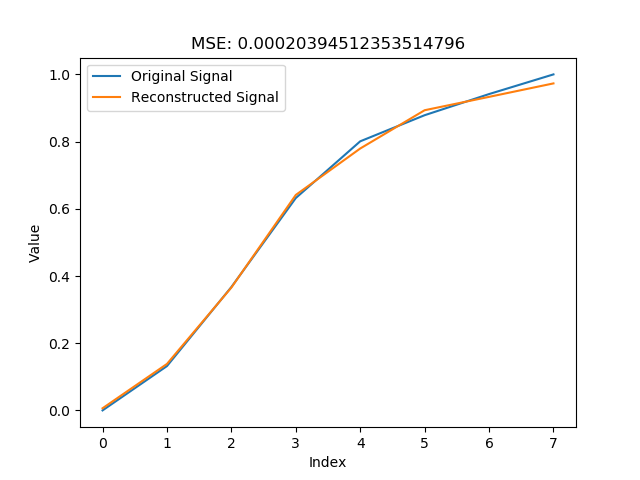 MSE: 0.00020394512353514796
Original Signal
Reconstructed Signal
1.0
0.8
0.6
0.4
0.2
0.0
Value
0 1 2 3 4 5 6 7
Index